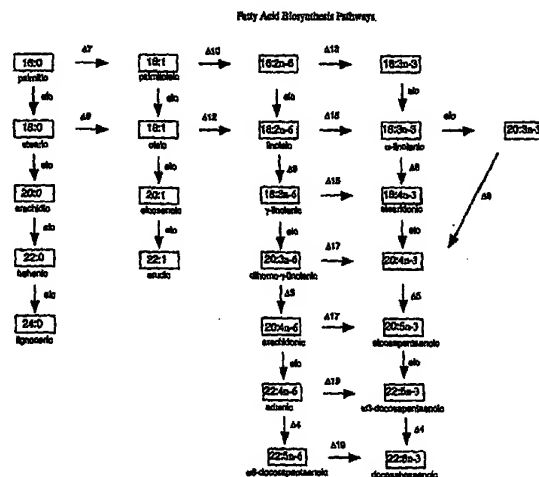 Fatty Acid Biosynthesis Pathways.
Δ7 Δ10 Δ13
16:0 16:1 16:2n-6 16:3n-3
palmitic palmitoleic
elo elo elo
Δ9 Δ12 Δ15 elo
18:0 18:1 18:2n-6 18:3n-3 20:3n-3
stearic oleic linoleic α-linolenic
elo elo Δ15 Δ6
20:0 20:1 18:3n-6 18:4n-3
arachidic eicosenoic γ-linolenic stearidonic
elo elo elo Δ17 elo
22:0 22:1 20:3n-6 20:4n-3
behenic erucic dihomo-γ-linolenic
elo Δ5 Δ17 Δ5
24:0 20:4n-6 20:5n-3
lignoceric arachidonic eicosapentaenoic
elo Δ19 elo
22:4n-6 22:5n-3
adrenic ω3-docosapentaenoic
Δ4 Δ19 Δ4
22:5n-6 22:6n-3
ω6-docosapentaenoic docosahexaenoic